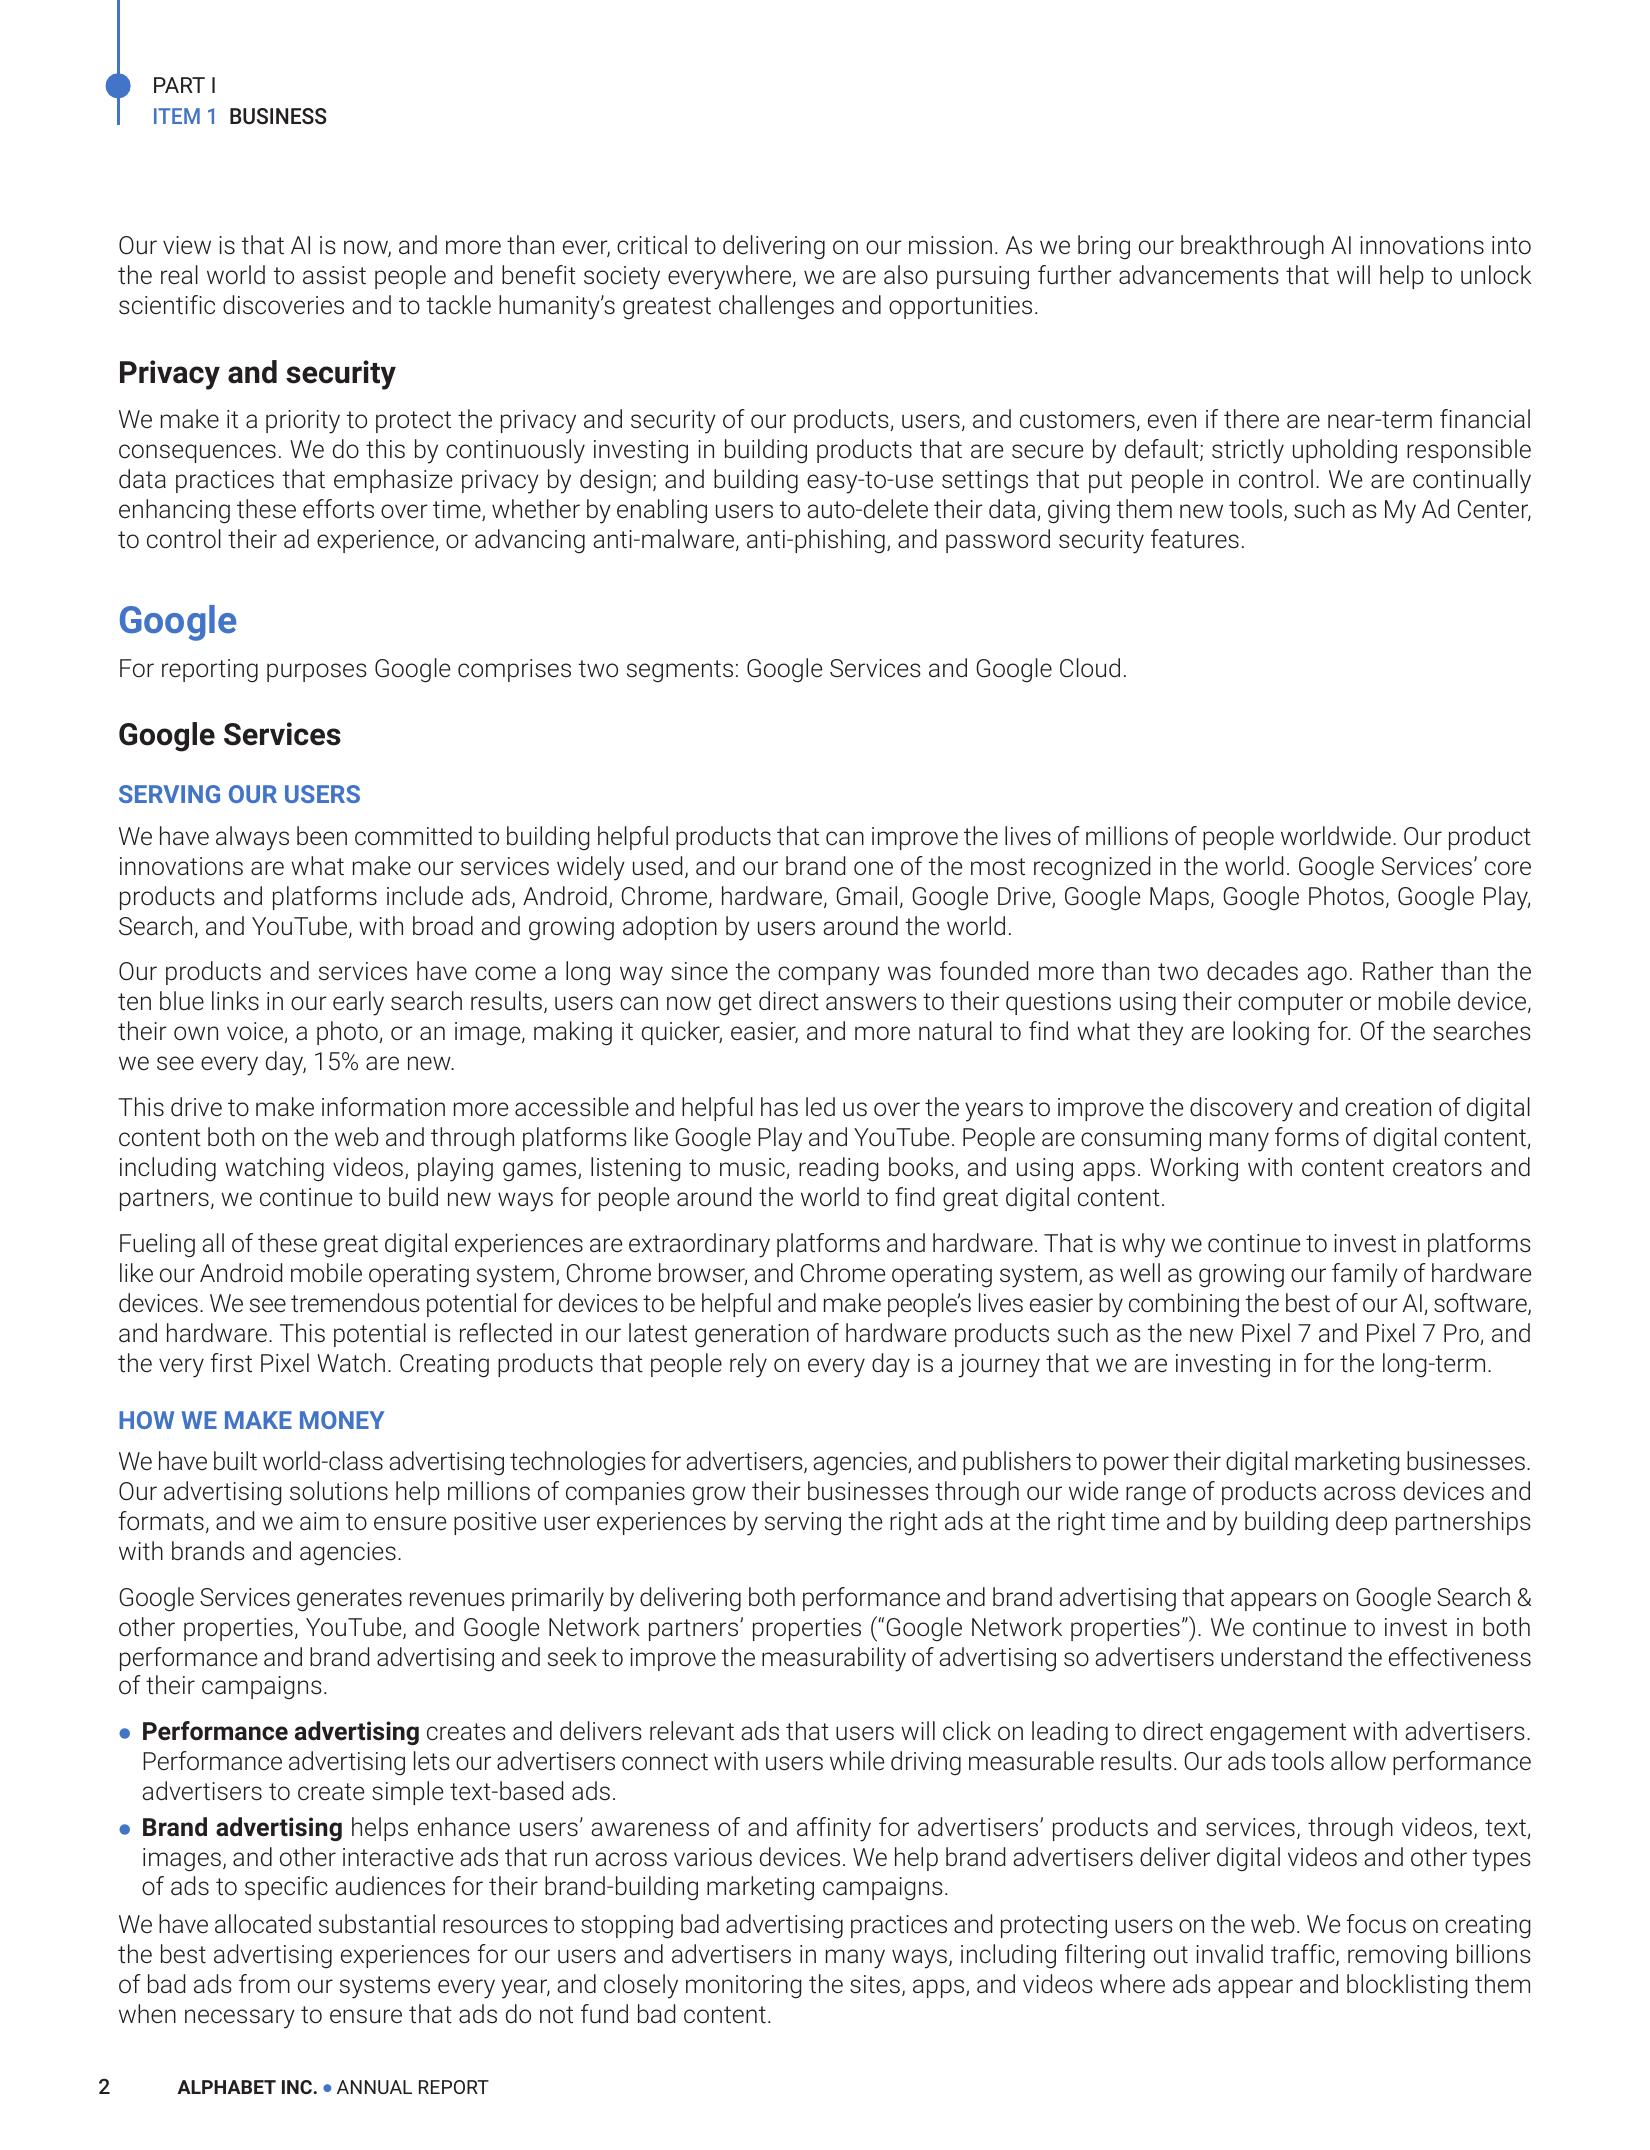 PART I
ITEM 1 BUSINESS
Our view is that AI is now, and more than ever, critical to delivering on our mission. As we bring our breakthrough AI innovations into
the real world to assist people and benefit society everywhere, we are also pursuing further advancements that will help to unlock
scientific discoveries and to tackle humanity’s greatest challenges and opportunities.
Privacy and security
We make it a priority to protect the privacy and security of our products, users, and customers, even if there are near-term financial
consequences. We do this by continuously investing in building products that are secure by default; strictly upholding responsible
data practices that emphasize privacy by design; and building easy-to-use settings that put people in control. We are continually
enhancing these efforts over time, whether by enabling users to auto-delete their data, giving them new tools, such as My Ad Center,
to control their ad experience, or advancing anti-malware, anti-phishing, and password security features.
Google
For reporting purposes Google comprises two segments: Google Services and Google Cloud.
Google Services
SERVING OUR USERS
We have always been committed to building helpful products that can improve the lives of millions of people worldwide. Our product
innovations are what make our services widely used, and our brand one of the most recognized in the world. Google Services’ core
products and platforms include ads, Android, Chrome, hardware, Gmail, Google Drive, Google Maps, Google Photos, Google Play,
Search, and YouTube, with broad and growing adoption by users around the world.
Our products and services have come a long way since the company was founded more than two decades ago. Rather than the
ten blue links in our early search results, users can now get direct answers to their questions using their computer or mobile device,
their own voice, a photo, or an image, making it quicker, easier, and more natural to find what they are looking for. Of the searches
we see every day, 15% are new.
This drive to make information more accessible and helpful has led us over the years to improve the discovery and creation of digital
content both on the web and through platforms like Google Play and YouTube. People are consuming many forms of digital content,
including watching videos, playing games, listening to music, reading books, and using apps. Working with content creators and
partners, we continue to build new ways for people around the world to find great digital content.
Fueling all of these great digital experiences are extraordinary platforms and hardware. That is why we continue to invest in platforms
like our Android mobile operating system, Chrome browser, and Chrome operating system, as well as growing our family of hardware
devices. We see tremendous potential for devices to be helpful and make people’s lives easier by combining the best of our AI, software,
and hardware. This potential is reflected in our latest generation of hardware products such as the new Pixel 7 and Pixel 7 Pro, and
the very first Pixel Watch. Creating products that people rely on every day is a journey that we are investing in for the long-term.
HOW WE MAKE MONEY
We have built world-class advertising technologies for advertisers, agencies, and publishers to power their digital marketing businesses.
Our advertising solutions help millions of companies grow their businesses through our wide range of products across devices and
formats, and we aim to ensure positive user experiences by serving the right ads at the right time and by building deep partnerships
with brands and agencies.
Google Services generates revenues primarily by delivering both performance and brand advertising that appears on Google Search &
other properties, YouTube, and Google Network partners’ properties (“Google Network properties”). We continue to invest in both
performance and brand advertising and seek to improve the measurability of advertising so advertisers understand the effectiveness
of their campaigns.
● Performance advertising creates and delivers relevant ads that users will click on leading to direct engagement with advertisers.
Performance advertising lets our advertisers connect with users while driving measurable results. Our ads tools allow performance
advertisers to create simple text-based ads.
● Brand advertising helps enhance users’ awareness of and affinity for advertisers’ products and services, through videos, text,
images, and other interactive ads that run across various devices. We help brand advertisers deliver digital videos and other types
of ads to specific audiences for their brand-building marketing campaigns.
We have allocated substantial resources to stopping bad advertising practices and protecting users on the web. We focus on creating
the best advertising experiences for our users and advertisers in many ways, including filtering out invalid traffic, removing billions
of bad ads from our systems every year, and closely monitoring the sites, apps, and videos where ads appear and blocklisting them
when necessary to ensure that ads do not fund bad content.
2 ALPHABET INC. ● ANNUAL REPORT